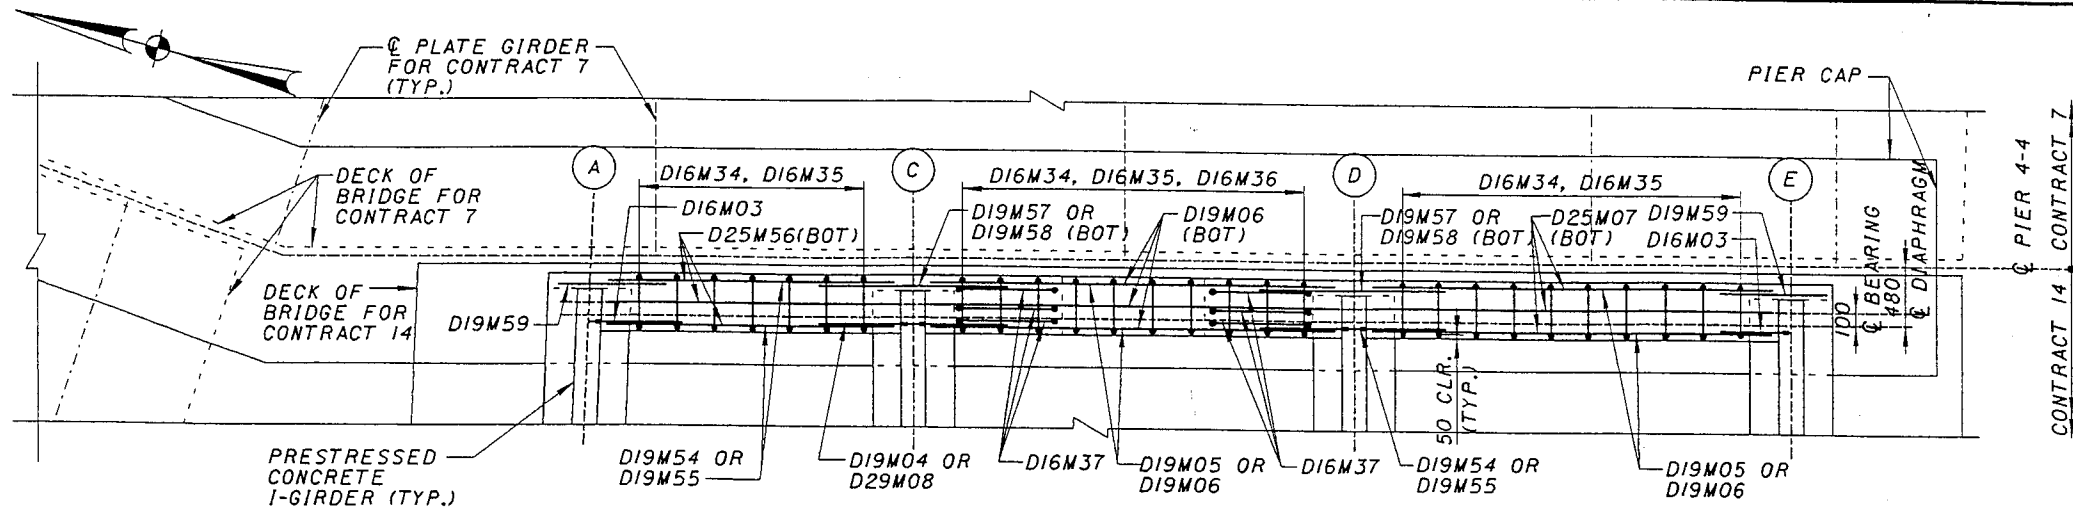 ℄ PLATE GIRDER
FOR CONTRACT 7
(TYP.)
PIER CAP
DECK OF
BRIDGE FOR
CONTRACT 7
A
C
D
E
D16M34, D16M35
D16M34, D16M35, D16M36
D16M34, D16M35
D16M03
D25M56(BOT)
D19M57 OR
D19M58 (BOT)
D19M06
(BOT)
D19M57 OR
D19M58 (BOT)
D25M07
(BOT)
D19M59
D16M03
DECK OF
BRIDGE FOR
CONTRACT 14
D19M59
PRESTRESSED
CONCRETE
I-GIRDER (TYP.)
D19M54 OR
D19M55
D19M04 OR
D29M08
D16M37
D19M05 OR
D19M06
D16M37
50 CLR.
(TYP.)
D19M54 OR
D19M55
D19M05 OR
D19M06
100
℄ BEARING
480
℄ DIAPHRAGM
℄ PIER 4-4
CONTRACT 14
CONTRACT 7